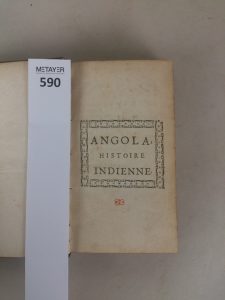 METAYER
590
ANGOLA,
HISTOIRE
INDIENNE